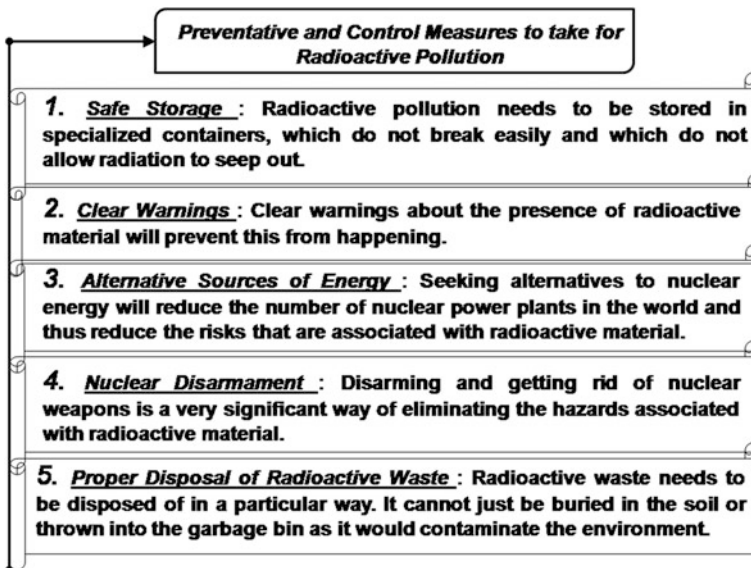 Preventative and Control Measures to take for
Radioactive Pollution
1. Safe Storage : Radioactive pollution needs to be stored in
specialized containers, which do not break easily and which do not
allow radiation to seep out.
2. Clear Warnings : Clear warnings about the presence of radioactive
material will prevent this from happening.
3. Alternative Sources of Energy : Seeking alternatives to nuclear
energy will reduce the number of nuclear power plants in the world and
thus reduce the risks that are associated with radioactive material.
4. Nuclear Disarmament : Disarming and getting rid of nuclear
weapons is a very significant way of eliminating the hazards associated
with radioactive material.
5. Proper Disposal of Radioactive Waste : Radioactive waste needs to
be disposed of in a particular way. It cannot just be buried in the soil or
thrown into the garbage bin as it would contaminate the environment.